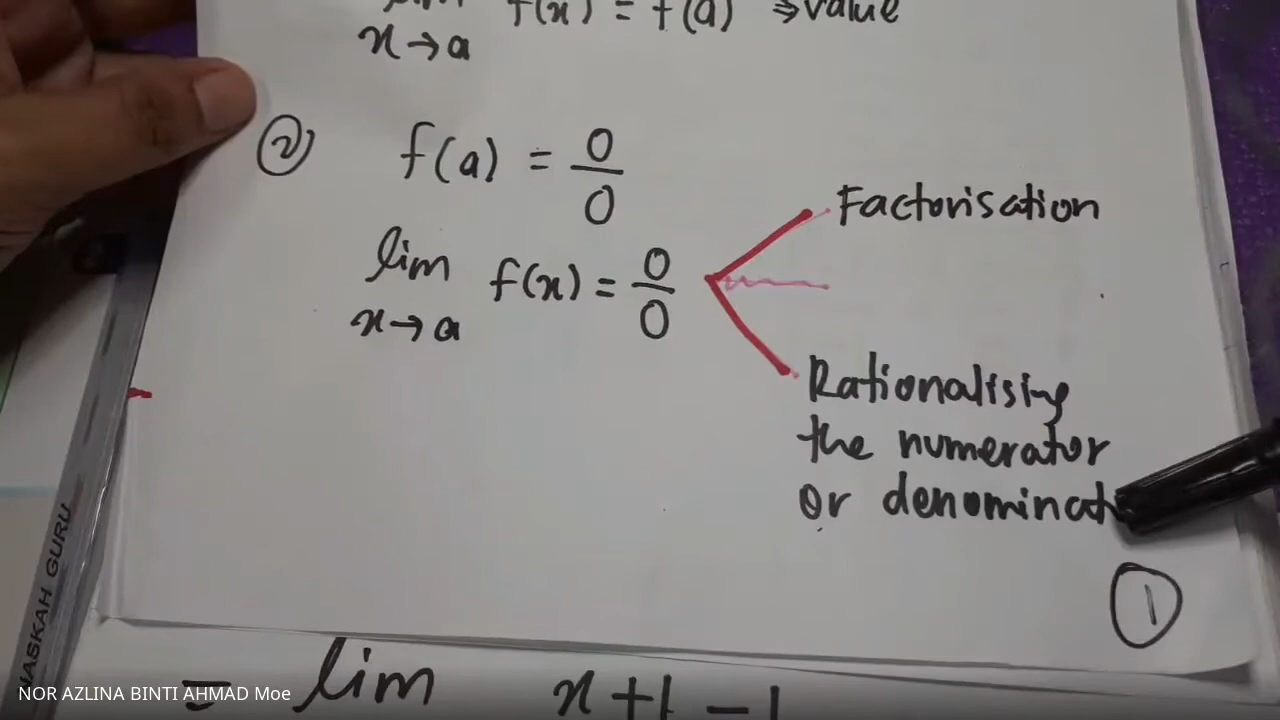 lim f(x) = f(a) ⇒ value
x→a
② f(a) = 0/0
lim f(x) = 0/0
x→a
Factorisation
Rationalising
the numerator
or denominat
①
= lim x+1-1
NASKAH GURU
NOR AZLINA BINTI AHMAD Moe